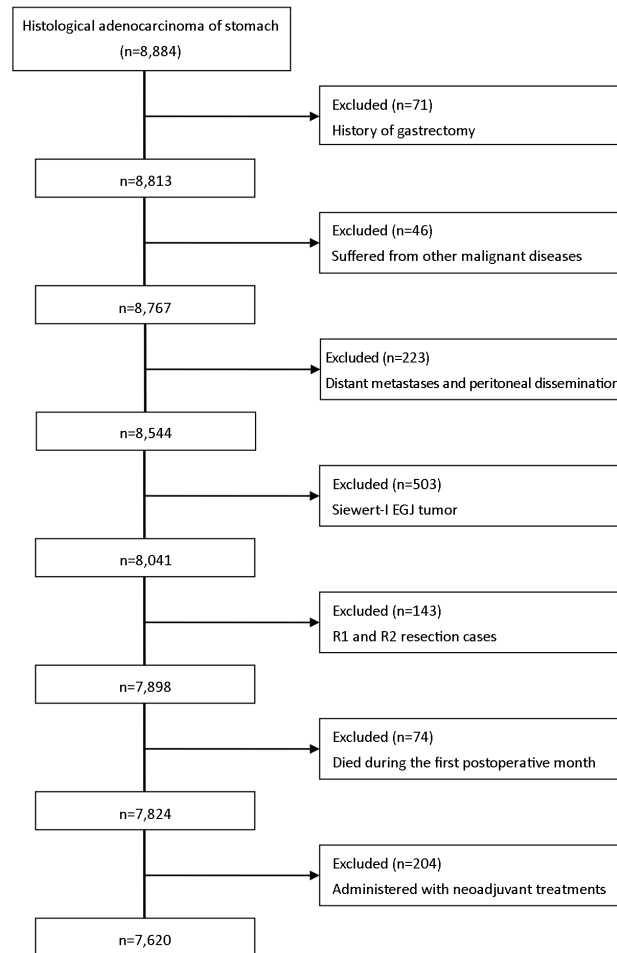 Histological adenocarcinoma of stomach
(n=8,884)
Excluded (n=71)
History of gastrectomy
n=8,813
Excluded (n=46)
Suffered from other malignant diseases
n=8,767
Excluded (n=223)
Distant metastases and peritoneal dissemination
n=8,544
Excluded (n=503)
Siewert-I EGJ tumor
n=8,041
Excluded (n=143)
R1 and R2 resection cases
n=7,898
Excluded (n=74)
Died during the first postoperative month
n=7,824
Excluded (n=204)
Administered with neoadjuvant treatments
n=7,620